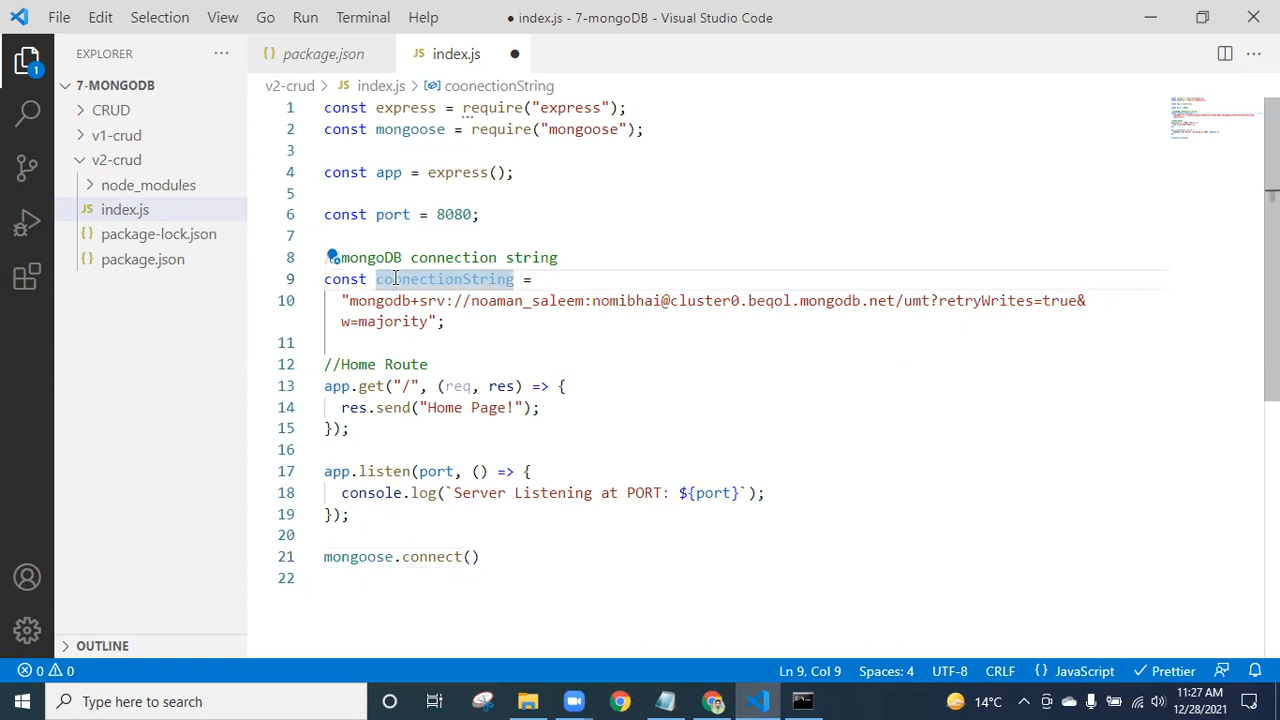 File Edit Selection View Go Run Terminal Help ● index.js - 7-mongoDB - Visual Studio Code
EXPLORER ···
{ } package.json JS index.js ●
1
7-MONGODB
CRUD
v1-crud
v2-crud
node_modules
JS index.js
package-lock.json
package.json
OUTLINE
v2-crud > JS index.js > coonectionString
1 const express = require("express");
2 const mongoose = require("mongoose");
3
4 const app = express();
5
6 const port = 8080;
7
8 mongoDB connection string
9 const coonectionString =
10 "mongodb+srv://noaman_saleem:nomibhai@cluster0.beqol.mongodb.net/umt?retryWrites=true&
w=majority";
11
12 //Home Route
13 app.get("/", (req, res) => {
14 res.send("Home Page!");
15 });
16
17 app.listen(port, () => {
18 console.log(`Server Listening at PORT: ${port}`);
19 });
20
21 mongoose.connect()
22
0 0 Ln 9, Col 9 Spaces: 4 UTF-8 CRLF { } JavaScript Prettier
Type here to search 14°C 11:27 AM
12/28/2021